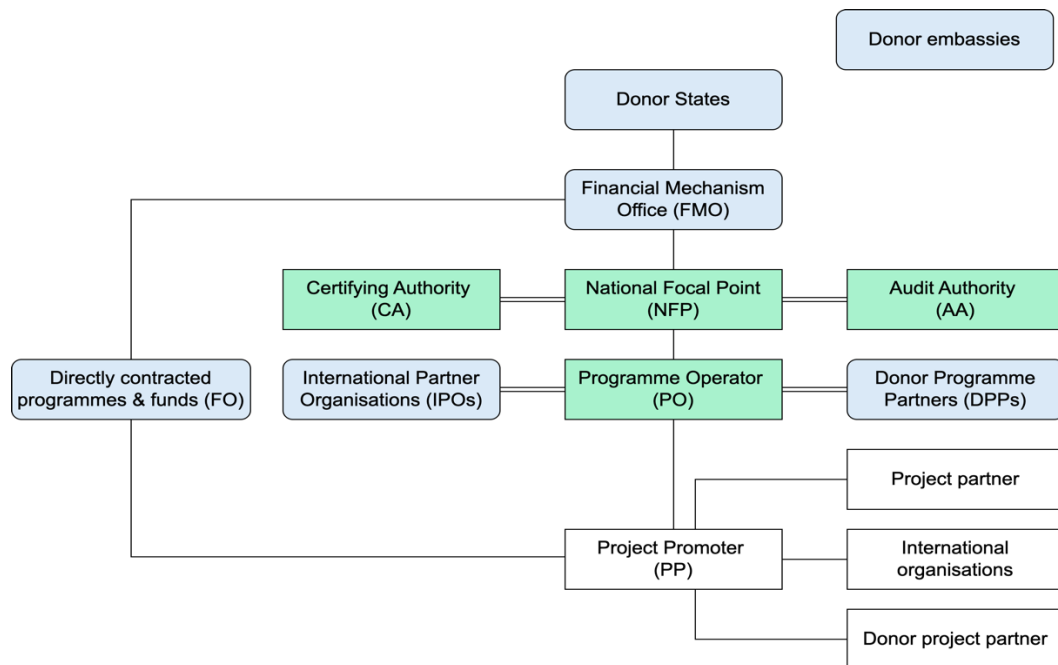 Donor embassies
Donor States
Financial Mechanism
Office (FMO)
Certifying Authority
(CA)
National Focal Point
(NFP)
Audit Authority
(AA)
Directly contracted
programmes & funds (FO)
International Partner
Organisations (IPOs)
Programme Operator
(PO)
Donor Programme
Partners (DPPs)
Project partner
Project Promoter
(PP)
International
organisations
Donor project partner